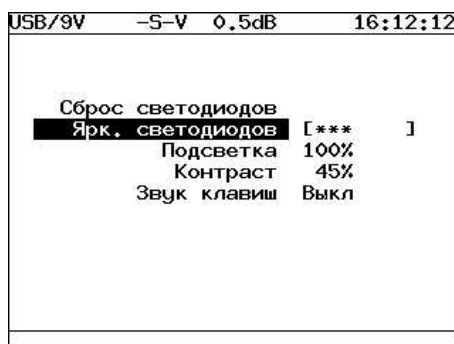 USB/9V -S-V 0.5dB 16:12:12
Сброс светодиодов
Ярк. светодиодов [*** ]
Подсветка 100%
Контраст 45%
Звук клавиш Выкл